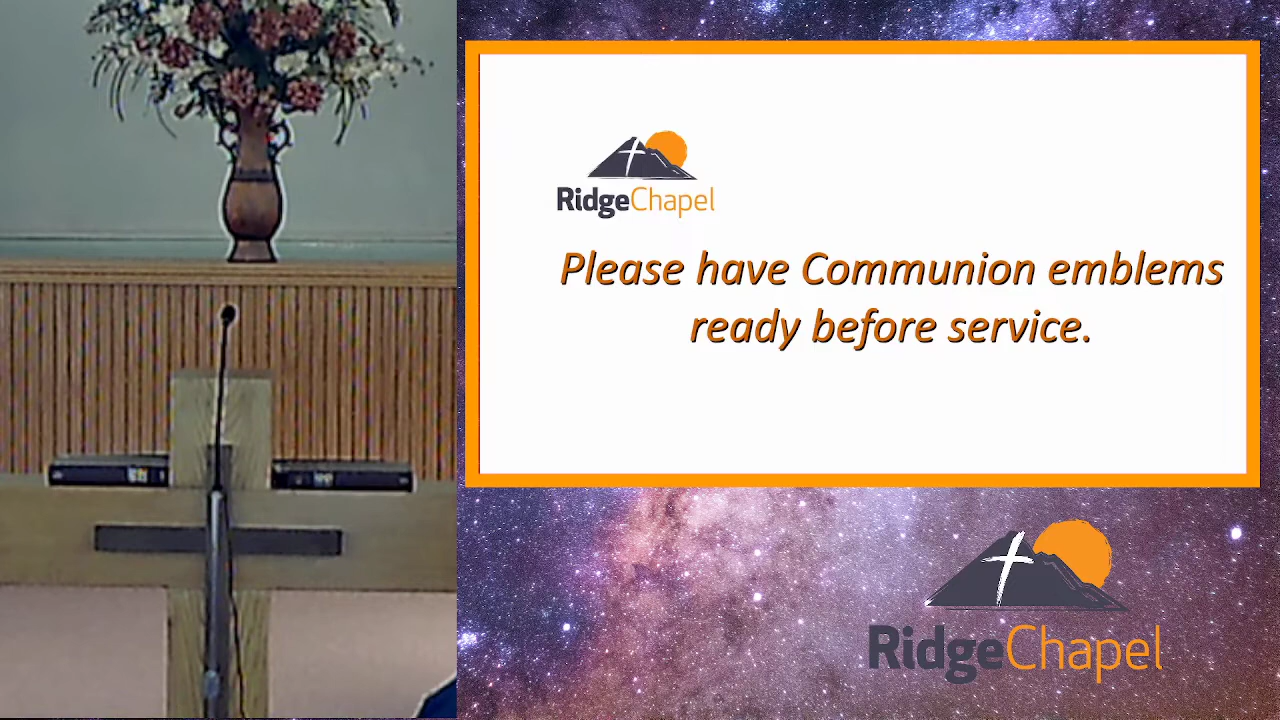 RidgeChapel
Please have Communion emblems
ready before service.
RidgeChapel